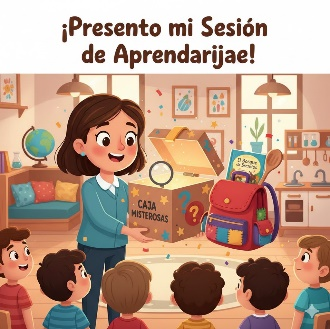 ¡Presento mi Sesión
de Aprendarijae!
CAJA
MISTEROSAS